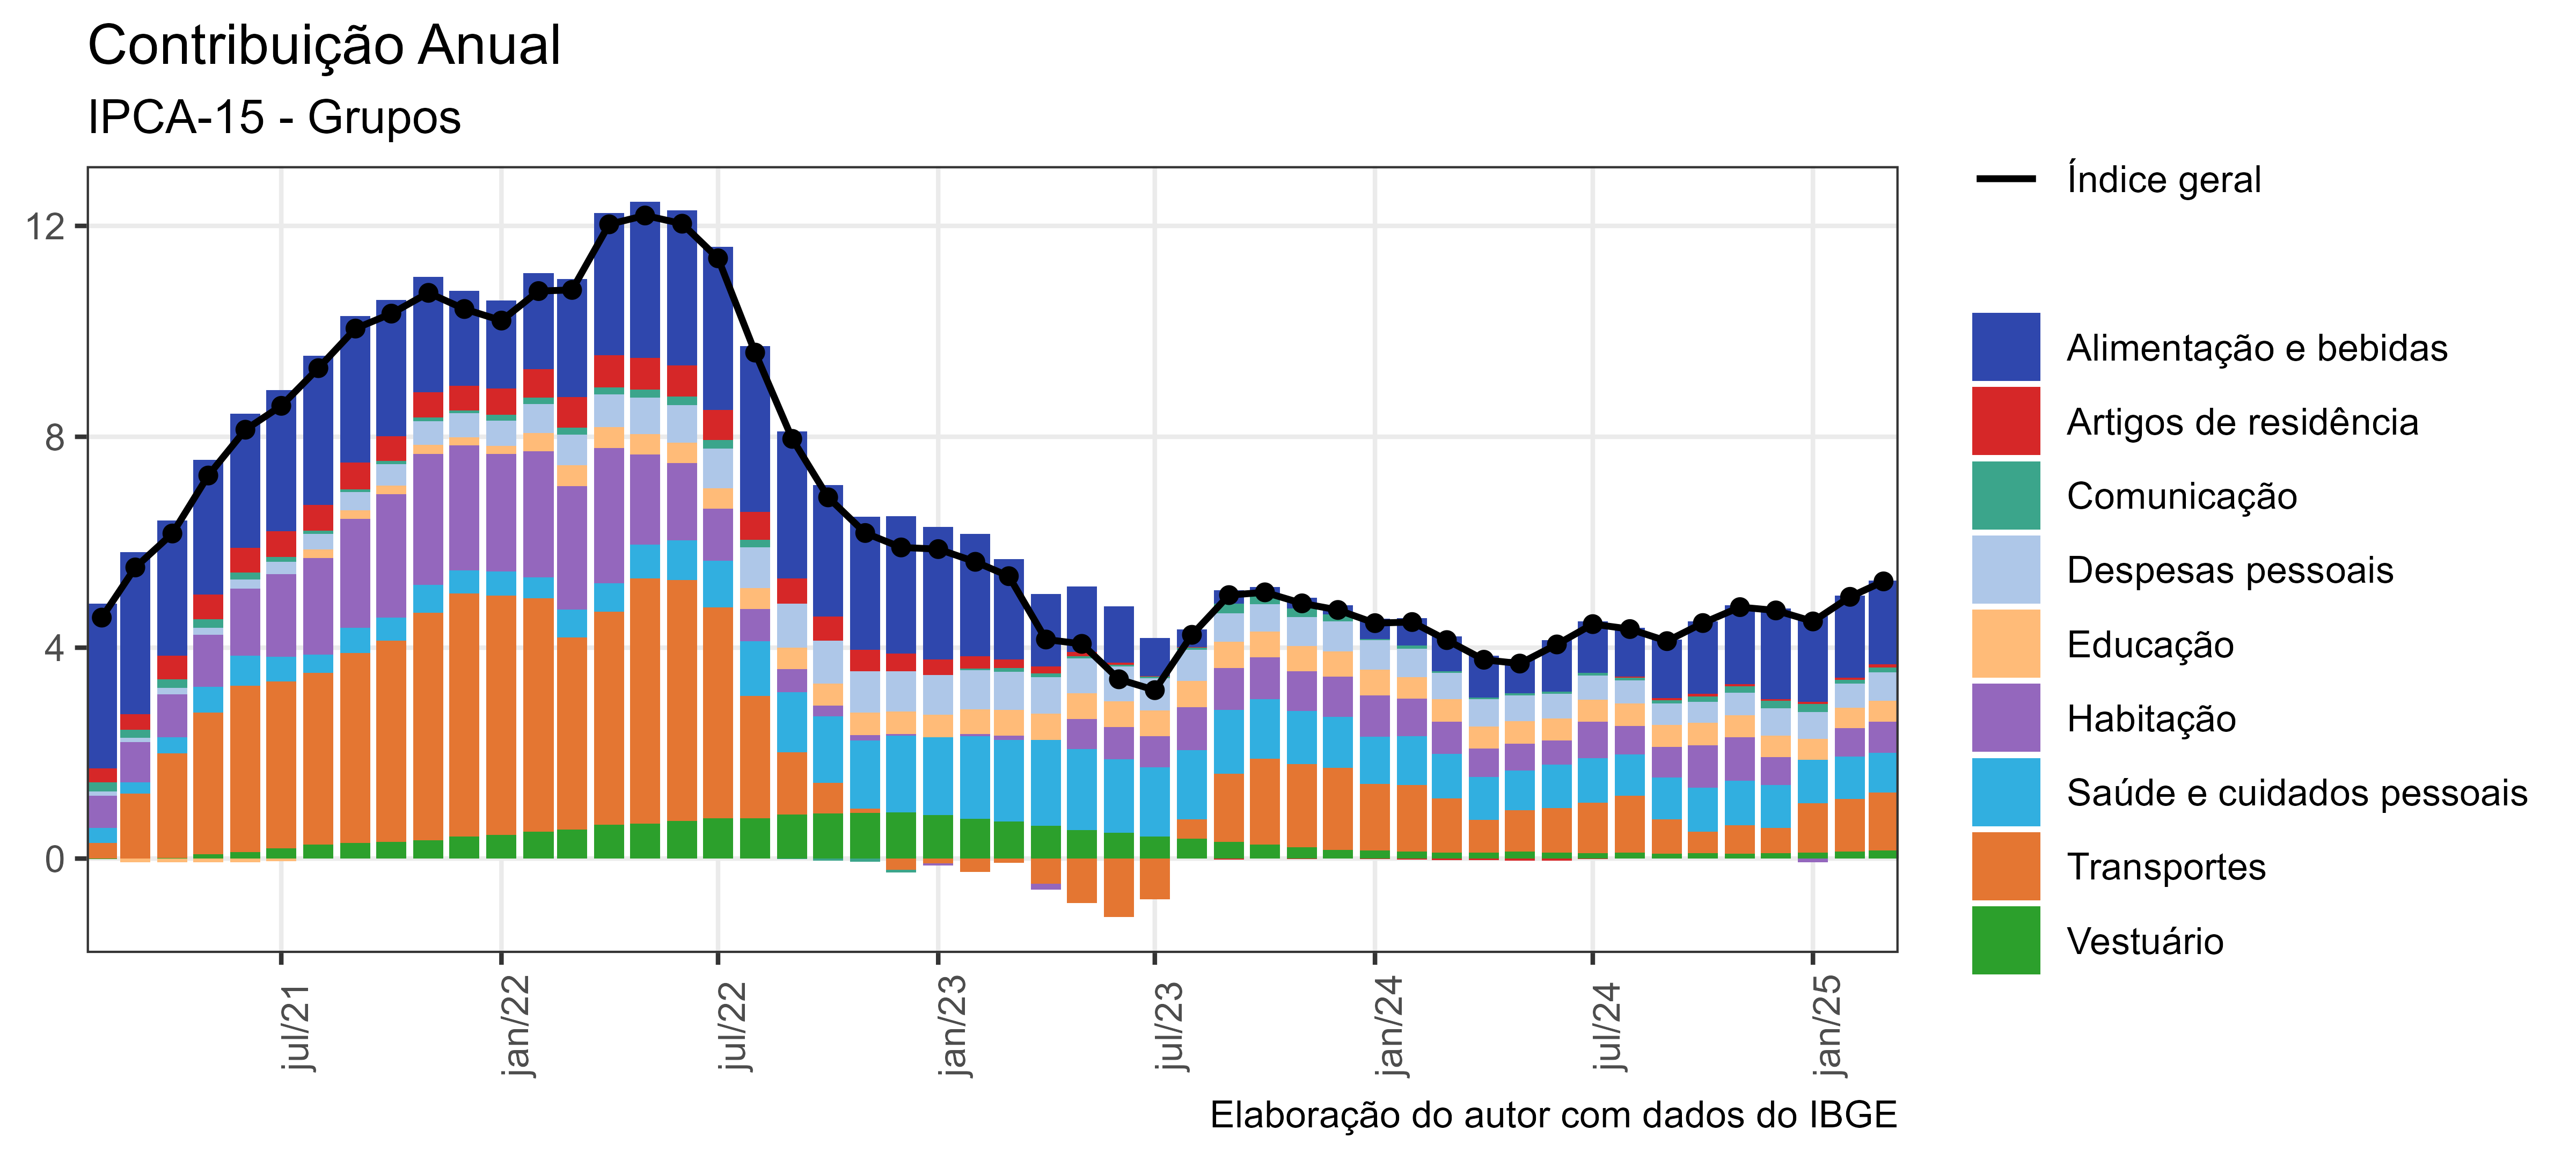 Contribuição Anual
IPCA-15 - Grupos
12
8
4
0
jul/21
jan/22
jul/22
jan/23
jul/23
jan/24
jul/24
jan/25
Elaboração do autor com dados do IBGE
Índice geral
Alimentação e bebidas
Artigos de residência
Comunicação
Despesas pessoais
Educação
Habitação
Saúde e cuidados pessoais
Transportes
Vestuário